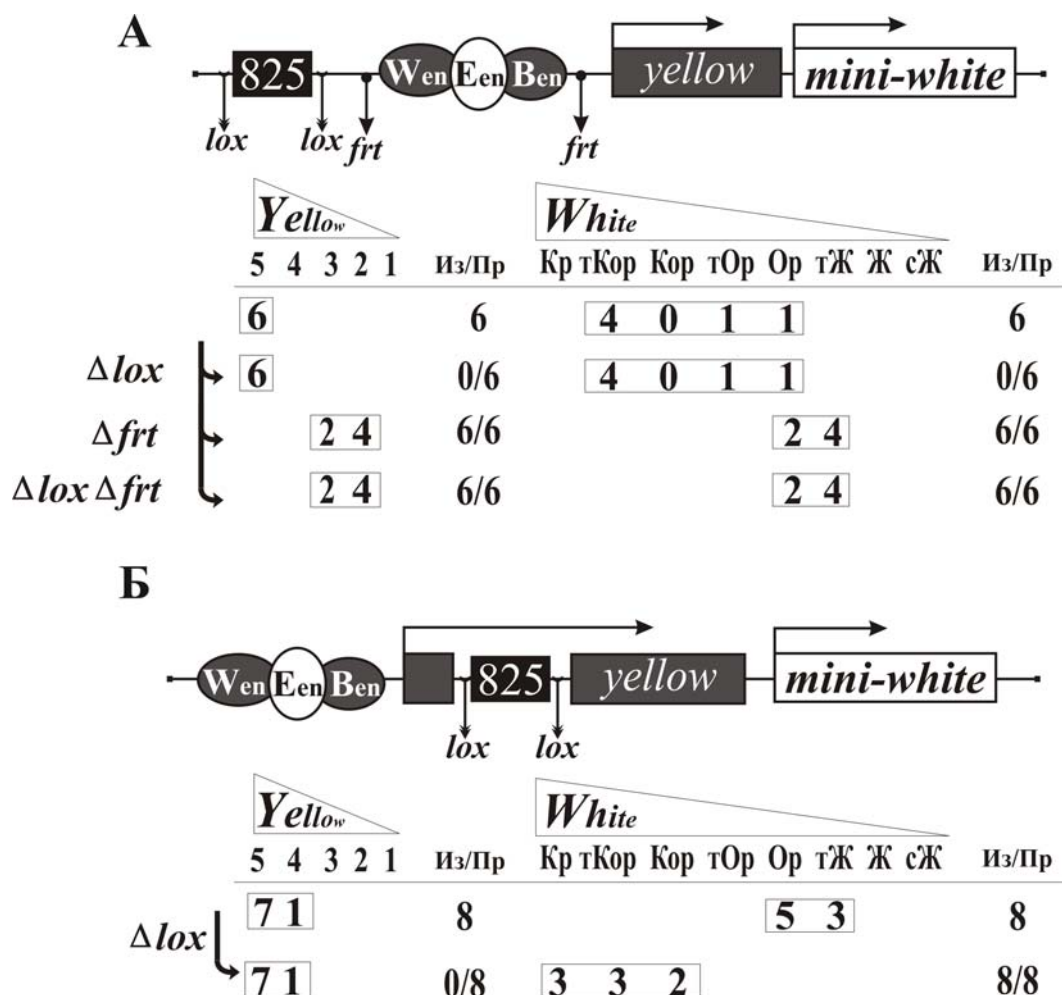 А
825 Wen Een Ben yellow mini-white
lox lox frt frt
Yellow White
5 4 3 2 1 Из/Пр Кр тКор Кор тОр Ор тЖ Ж сЖ Из/Пр
6 6 4 0 1 1 6
Δlox 6 0/6 4 0 1 1 0/6
Δfrt 2 4 6/6 2 4 6/6
Δlox Δfrt 2 4 6/6 2 4 6/6
Б
Wen Een Ben 825 yellow mini-white
lox lox
Yellow White
5 4 3 2 1 Из/Пр Кр тКор Кор тОр Ор тЖ Ж сЖ Из/Пр
7 1 8 5 3 8
Δlox 7 1 0/8 3 3 2 8/8